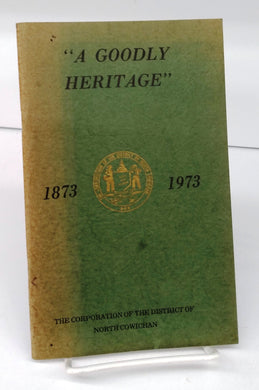 "A GOODLY
HERITAGE"
1873 1973
THE CORPORATION OF THE DISTRICT OF
NORTH COWICHAN